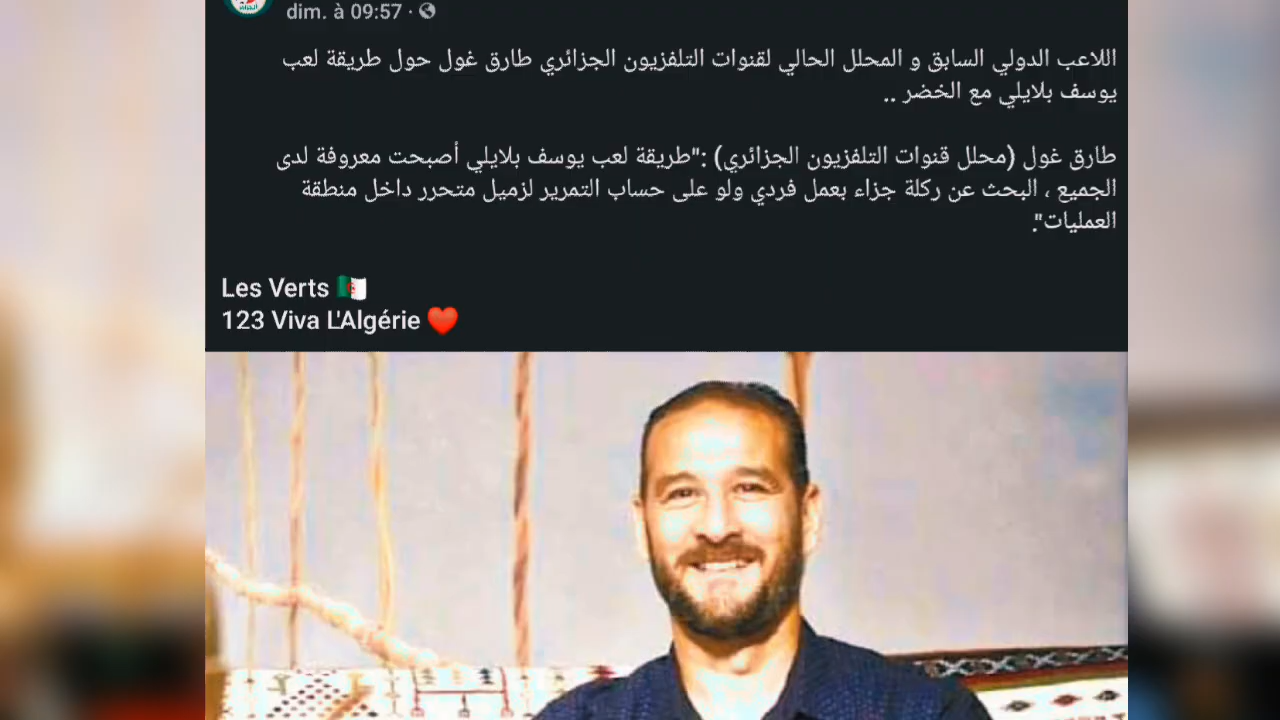 dim. à 09:57 ·
اللاعب الدولي السابق و المحلل الحالي لقنوات التلفزيون الجزائري طارق غول حول طريقة لعب
يوسف بلايلي مع الخضر ..
طارق غول (محلل قنوات التلفزيون الجزائري) :"طريقة لعب يوسف بلايلي أصبحت معروفة لدى
الجميع ، البحث عن ركلة جزاء بعمل فردي ولو على حساب التمرير لزميل متحرر داخل منطقة
العمليات".
Les Verts 🇩🇿
123 Viva L'Algérie ❤️